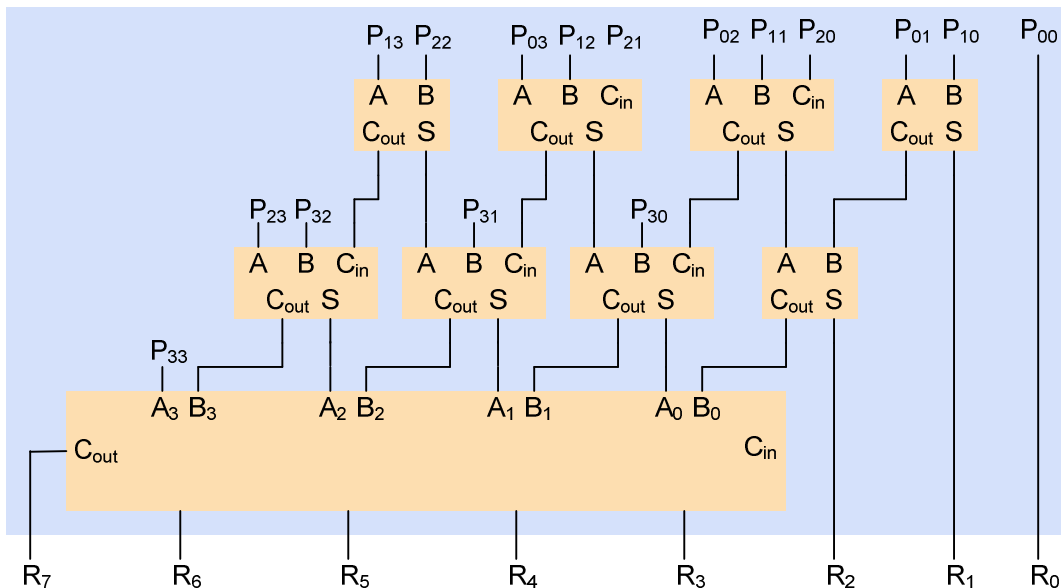 P₁₃ P₂₂ P₀₃ P₁₂ P₂₁ P₀₂ P₁₁ P₂₀ P₀₁ P₁₀ P₀₀
A B A B Cᵢₙ A B Cᵢₙ A B
Cₒᵤₜ S Cₒᵤₜ S Cₒᵤₜ S Cₒᵤₜ S
P₂₃ P₃₂ P₃₁ P₃₀
A B Cᵢₙ A B Cᵢₙ A B Cᵢₙ A B
Cₒᵤₜ S Cₒᵤₜ S Cₒᵤₜ S Cₒᵤₜ S
P₃₃
A₃ B₃ A₂ B₂ A₁ B₁ A₀ B₀
Cₒᵤₜ Cᵢₙ
R₇ R₆ R₅ R₄ R₃ R₂ R₁ R₀